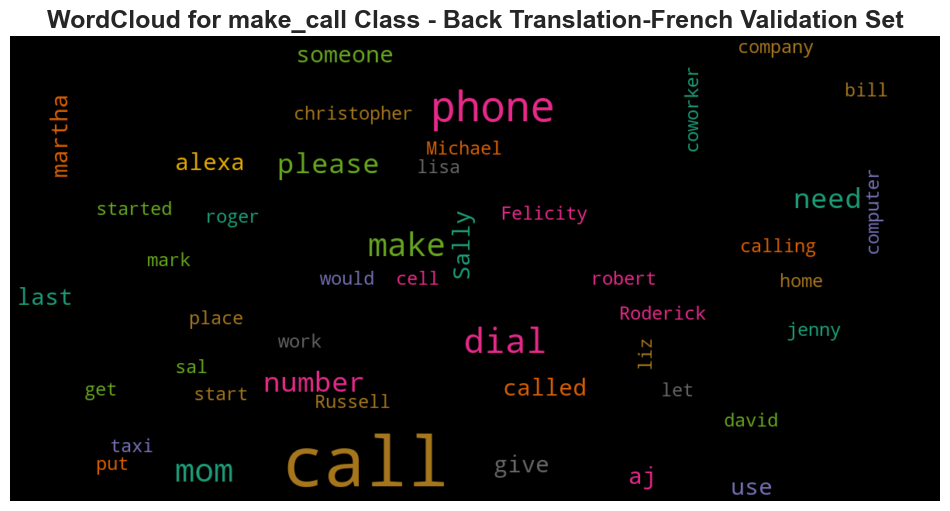 WordCloud for make_call Class - Back Translation-French Validation Set
company
someone
bill
phone
christopher
martha
coworker
Michael
alexa
please
lisa
need
computer
started
roger
Felicity
Sally
make
calling
mark
would
cell
robert
home
last
place
Roderick
jenny
work
dial
liz
sal
number
called
let
get
start
Russell
david
taxi
put
mom
call
give
aj
use